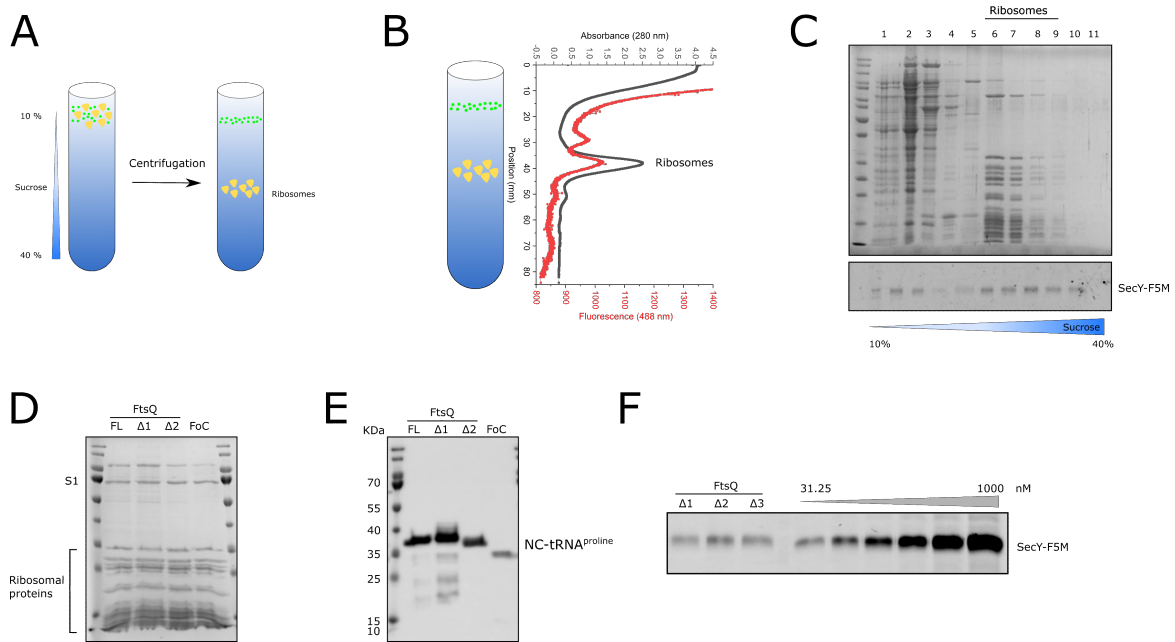 A
10 %
Sucrose
40 %
Centrifugation
Ribosomes
B
Absorbance (280 nm)
-0.5 0.0 0.5 1.0 1.5 2.0 2.5 3.0 3.5 4.0 4.5
0
10
20
30
40
50
60
70
80
Position (mm)
Ribosomes
800 900 1000 1100 1200 1300 1400
Fluorescence (488 nm)
C
Ribosomes
1 2 3 4 5 6 7 8 9 10 11
SecY-F5M
Sucrose
10% 40%
D
FtsQ
FL Δ1 Δ2 FoC
S1
Ribosomal
proteins
E
FtsQ
KDa FL Δ1 Δ2 FoC
70
55
40
35
25
15
10
NC-tRNAproline
F
FtsQ
Δ1 Δ2 Δ3
31.25 1000 nM
SecY-F5M